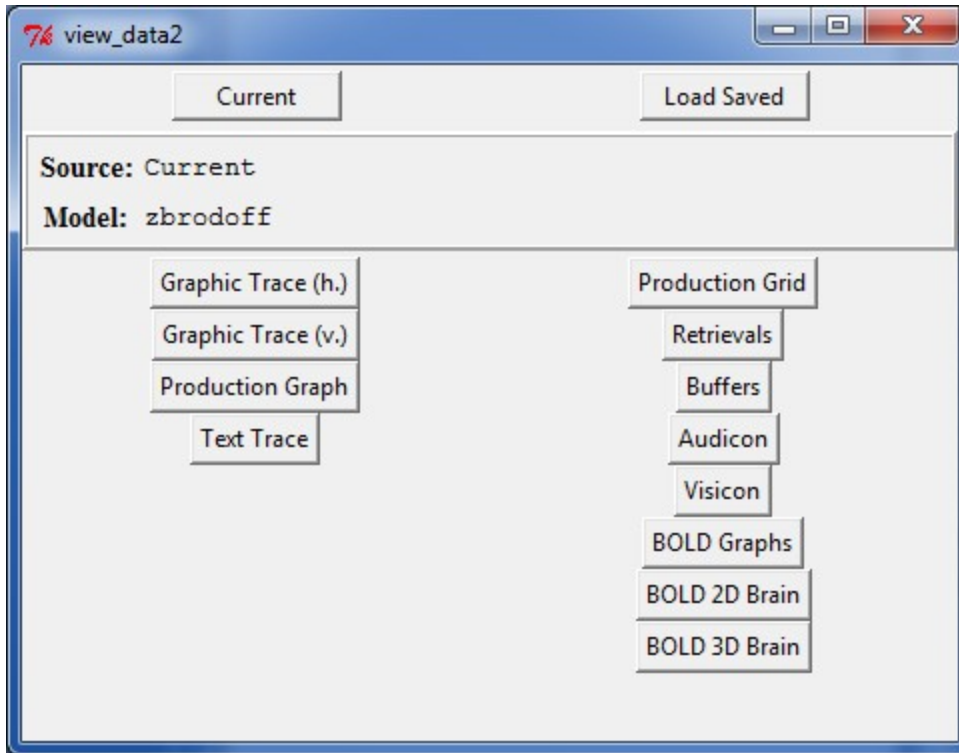 view_data2
Current Load Saved
Source: Current
Model: zbrodoff
Graphic Trace (h.) Production Grid
Graphic Trace (v.) Retrievals
Production Graph Buffers
Text Trace Audicon
Visicon
BOLD Graphs
BOLD 2D Brain
BOLD 3D Brain